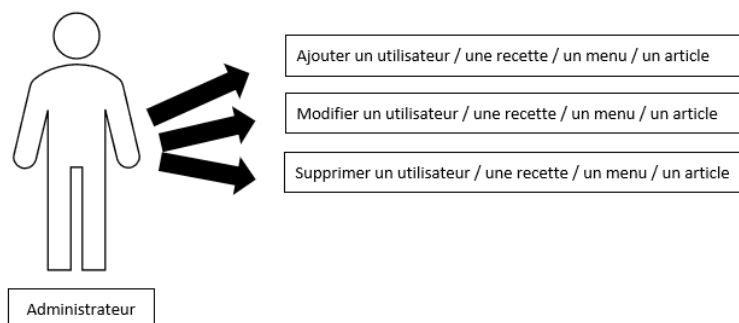 Ajouter un utilisateur / une recette / un menu / un article
Modifier un utilisateur / une recette / un menu / un article
Supprimer un utilisateur / une recette / un menu / un article
Administrateur